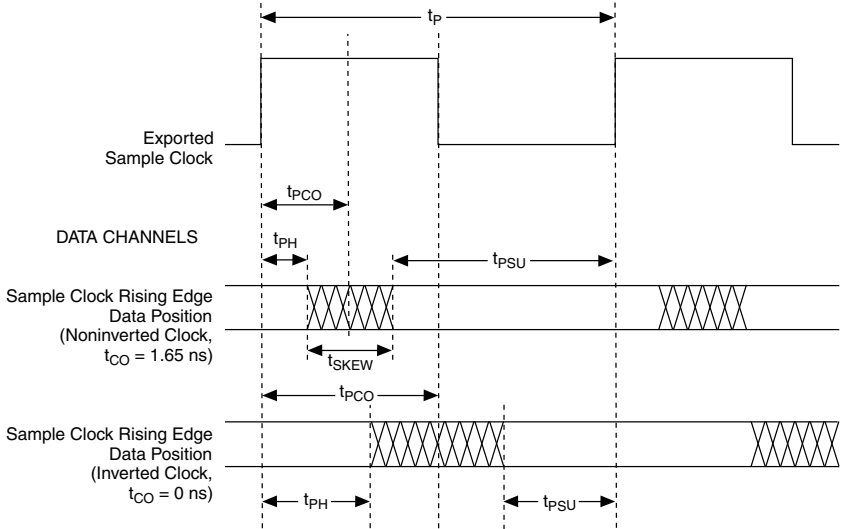 tP
Exported
Sample Clock
tPCO
DATA CHANNELS
tPH
tPSU
Sample Clock Rising Edge
Data Position
(Noninverted Clock,
tCO = 1.65 ns)
tSKEW
tPCO
Sample Clock Rising Edge
Data Position
(Inverted Clock,
tCO = 0 ns)
tPH
tPSU